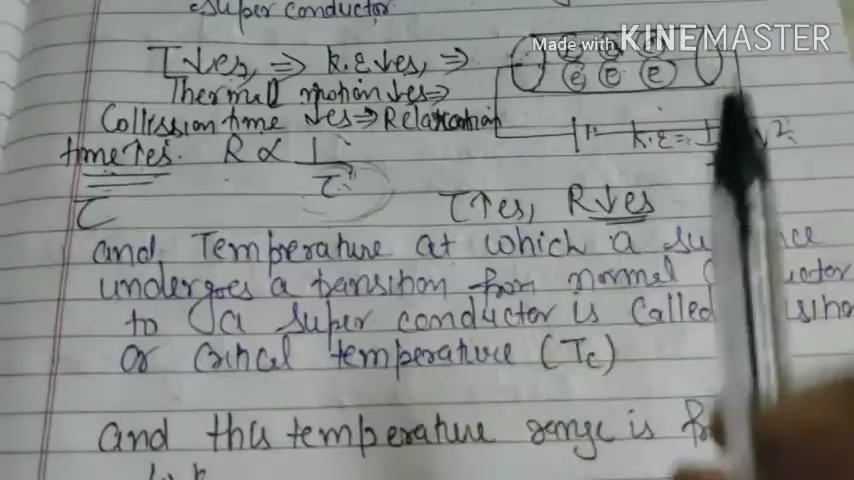 super conductor.
T↓es, ⇒ K.E↓es, ⇒
Made with KINEMASTER
e e e
Thermal motion ↓es⇒
Collission time ↓es⇒Relaxation
K.E =
time↑es. R ∝ 1/τ
τ
τ↑es, R↓es
and Temperature at which a
undergoes a transition from normal
to a super conductor is called
or critical temperature (Tc)
and this temperature range is